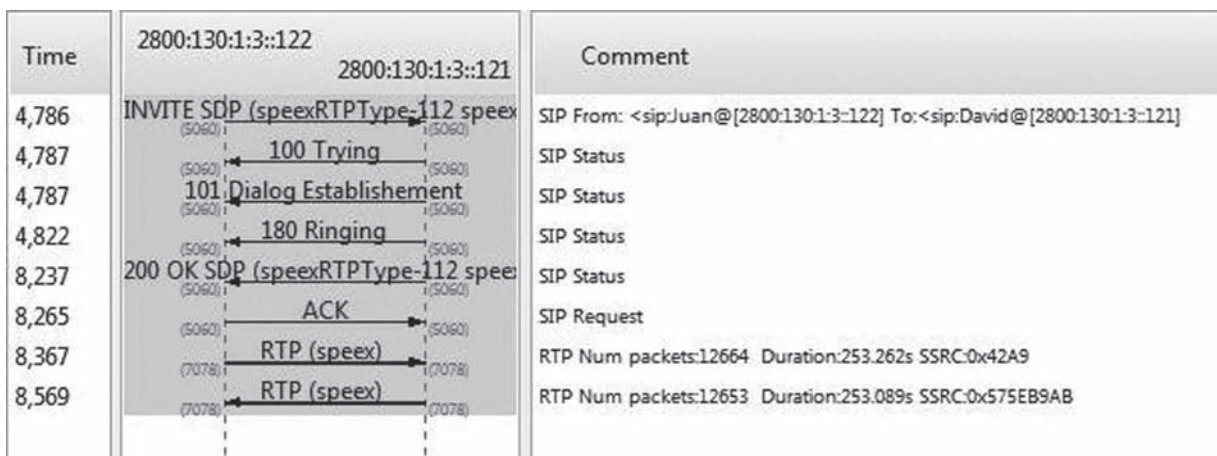 Time 2800:130:1:3::122 2800:130:1:3::121 Comment
4,786 INVITE SDP (speexRTPType-112 speex SIP From: <sip:Juan@[2800:130:1:3::122] To:<sip:David@[2800:130:1:3::121]
(5060) (5060)
4,787 100 Trying SIP Status
(5060) (5060)
4,787 101 Dialog Establishement SIP Status
(5060) (5060)
4,822 180 Ringing SIP Status
(5060) (5060)
8,237 200 OK SDP (speexRTPType-112 speex SIP Status
(5060) (5060)
8,265 ACK SIP Request
(5060) (5060)
8,367 RTP (speex) RTP Num packets:12664 Duration:253.262s SSRC:0x42A9
(7078) (7078)
8,569 RTP (speex) RTP Num packets:12653 Duration:253.089s SSRC:0x575EB9AB
(7078) (7078)